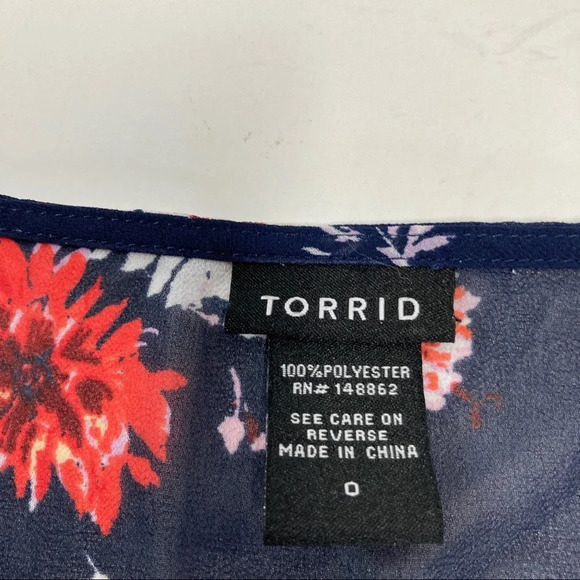 TORRID
100%POLYESTER
RN# 148862
SEE CARE ON
REVERSE
MADE IN CHINA
0